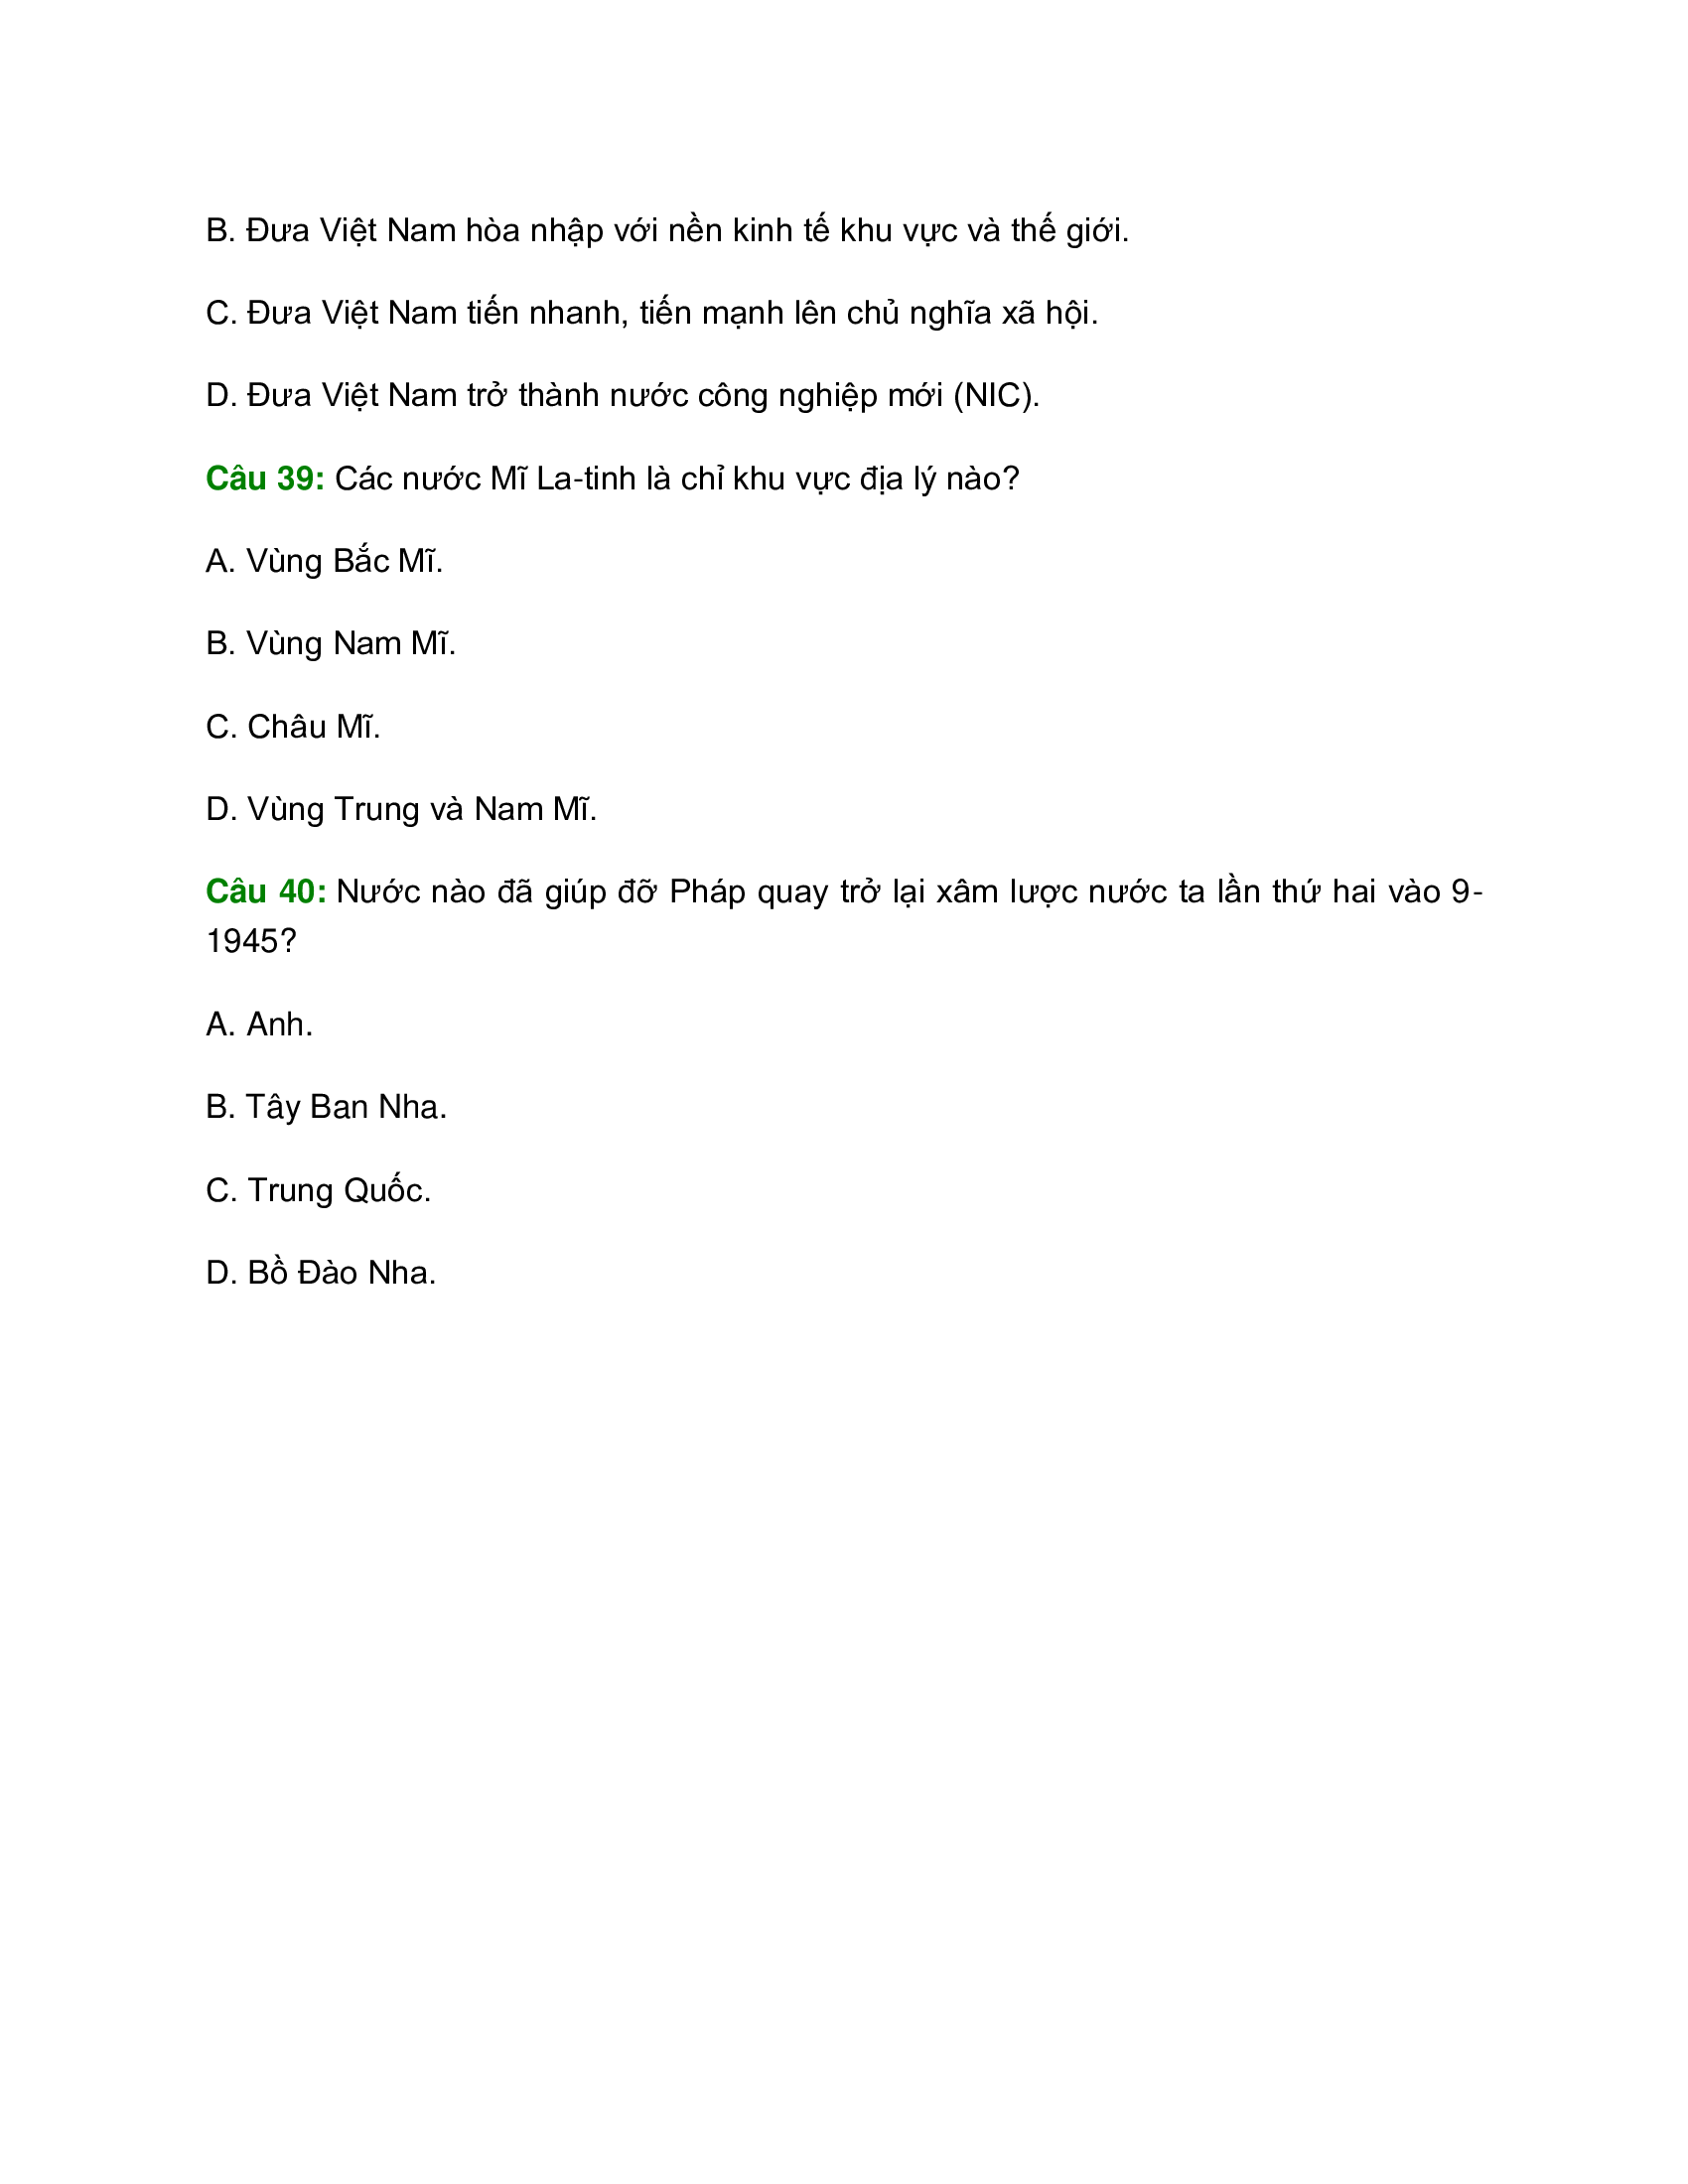 B. Đưa Việt Nam hòa nhập với nền kinh tế khu vực và thế giới.
C. Đưa Việt Nam tiến nhanh, tiến mạnh lên chủ nghĩa xã hội.
D. Đưa Việt Nam trở thành nước công nghiệp mới (NIC).
Câu 39: Các nước Mĩ La-tinh là chỉ khu vực địa lý nào?
A. Vùng Bắc Mĩ.
B. Vùng Nam Mĩ.
C. Châu Mĩ.
D. Vùng Trung và Nam Mĩ.
Câu 40: Nước nào đã giúp đỡ Pháp quay trở lại xâm lược nước ta lần thứ hai vào 9-
1945?
A. Anh.
B. Tây Ban Nha.
C. Trung Quốc.
D. Bồ Đào Nha.